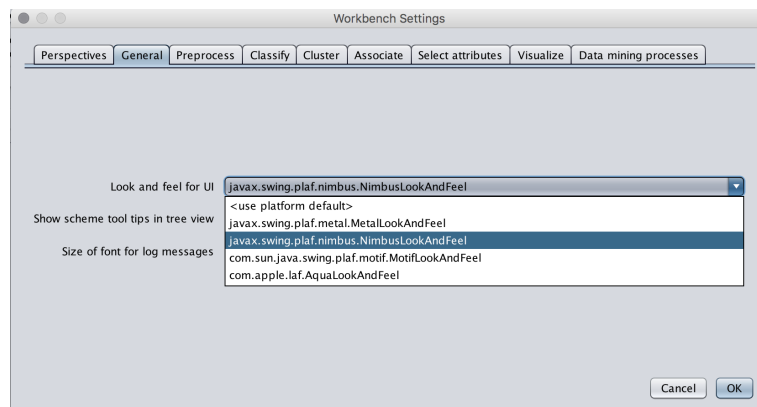 Workbench Settings
Perspectives General Preprocess Classify Cluster Associate Select attributes Visualize Data mining processes
Look and feel for UI javax.swing.plaf.nimbus.NimbusLookAndFeel
<use platform default>
Show scheme tool tips in tree view
javax.swing.plaf.metal.MetalLookAndFeel
javax.swing.plaf.nimbus.NimbusLookAndFeel
Size of font for log messages
com.sun.java.swing.plaf.motif.MotifLookAndFeel
com.apple.laf.AquaLookAndFeel
Cancel OK